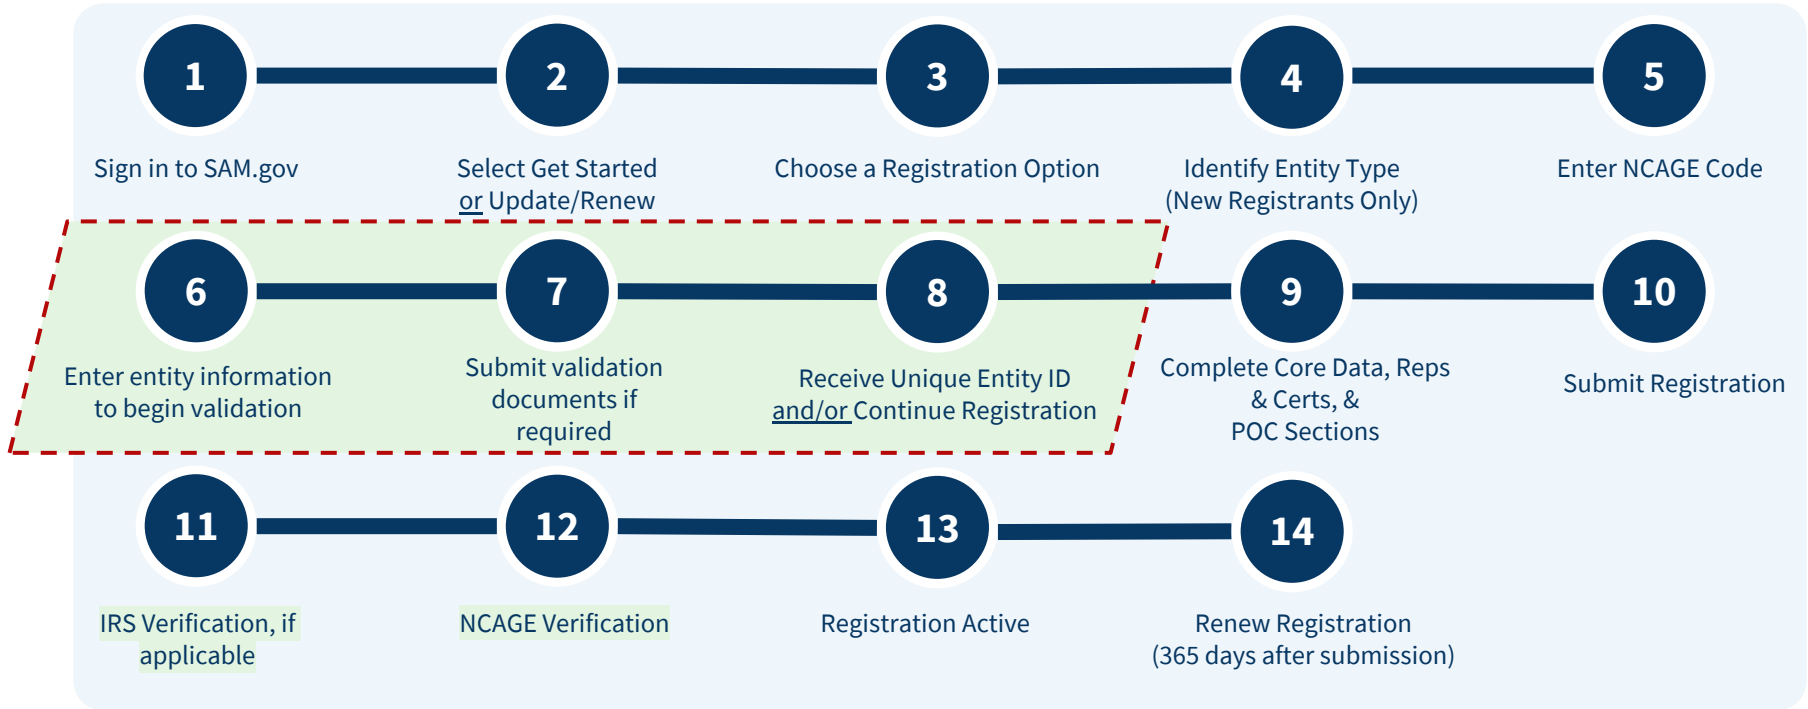 1
2
3
4
5
Sign in to SAM.gov
Select Get Started
or Update/Renew
Choose a Registration Option
Identify Entity Type
(New Registrants Only)
Enter NCAGE Code
6
7
8
9
10
Enter entity information
to begin validation
Submit validation
documents if
required
Receive Unique Entity ID
and/or Continue Registration
Complete Core Data, Reps
& Certs, &
POC Sections
Submit Registration
11
12
13
14
IRS Verification, if
applicable
NCAGE Verification
Registration Active
Renew Registration
(365 days after submission)